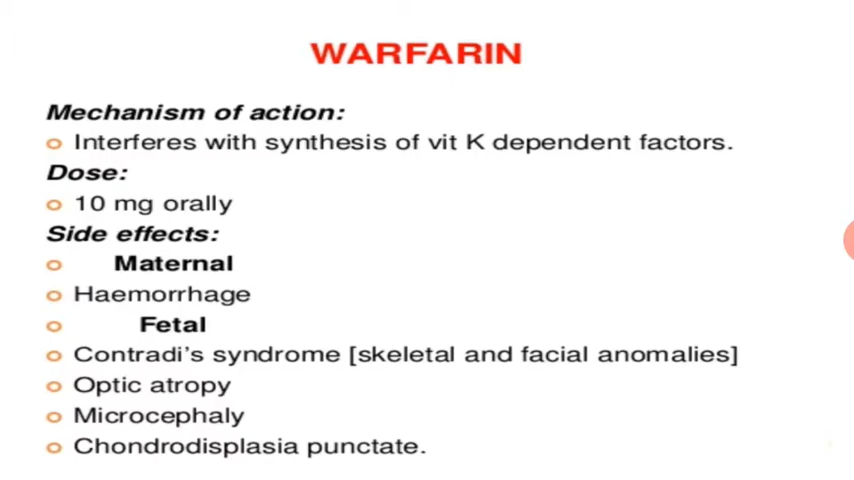 WARFARIN
Mechanism of action:
Interferes with synthesis of vit K dependent factors.
Dose:
10 mg orally
Side effects:
Maternal
Haemorrhage
Fetal
Contradi's syndrome [skeletal and facial anomalies]
Optic atropy
Microcephaly
Chondrodisplasia punctate.